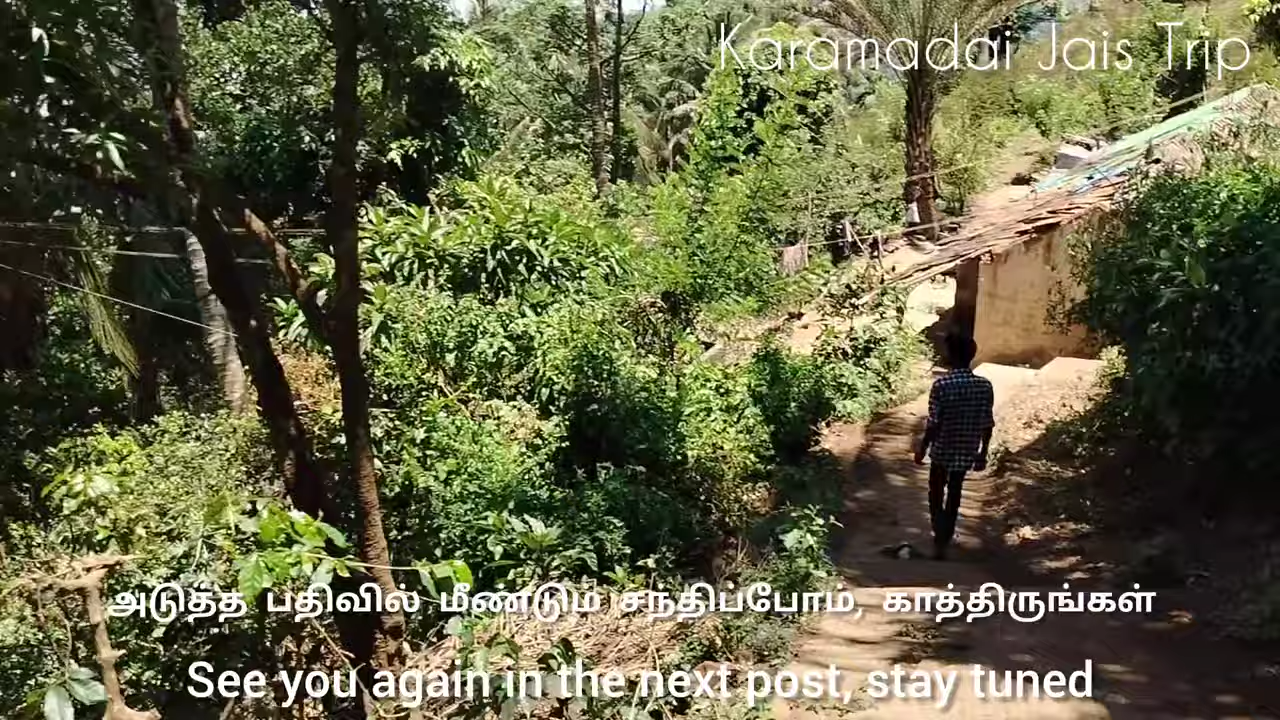 Karamadai Jais Trip
அடுத்த பதிவில் மீண்டும் சந்திப்போம், காத்திருங்கள்
See you again in the next post, stay tuned